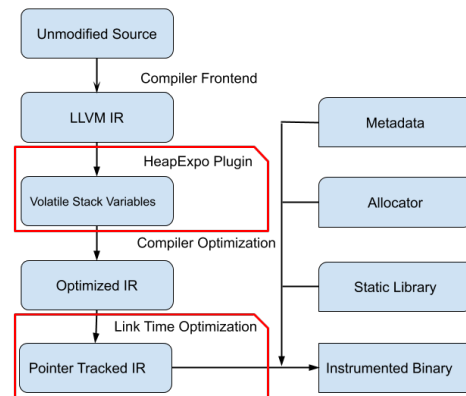 Unmodified Source
Compiler Frontend
LLVM IR
Metadata
HeapExpo Plugin
Volatile Stack Variables
Allocator
Compiler Optimization
Optimized IR
Static Library
Link Time Optimization
Pointer Tracked IR
Instrumented Binary